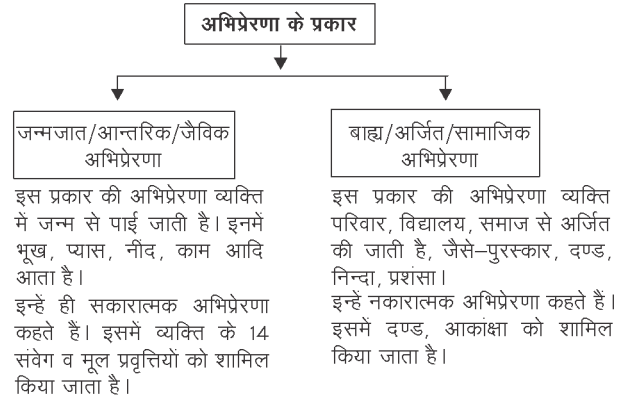 अभिप्रेरणा के प्रकार
जन्मजात/आन्तरिक/जैविक
अभिप्रेरणा
इस प्रकार की अभिप्रेरणा व्यक्ति
में जन्म से पाई जाती है। इनमें
भूख, प्यास, नींद, काम आदि
आता है।
इन्हें ही सकारात्मक अभिप्रेरणा
कहते हैं। इसमें व्यक्ति के 14
संवेग व मूल प्रवृत्तियों को शामिल
किया जाता है।
बाह्य/अर्जित/सामाजिक
अभिप्रेरणा
इस प्रकार की अभिप्रेरणा व्यक्ति
परिवार, विद्यालय, समाज से अर्जित
की जाती है, जैसे–पुरस्कार, दण्ड,
निन्दा, प्रशंसा।
इन्हें नकारात्मक अभिप्रेरणा कहते हैं।
इसमें दण्ड, आकांक्षा को शामिल
किया जाता है।